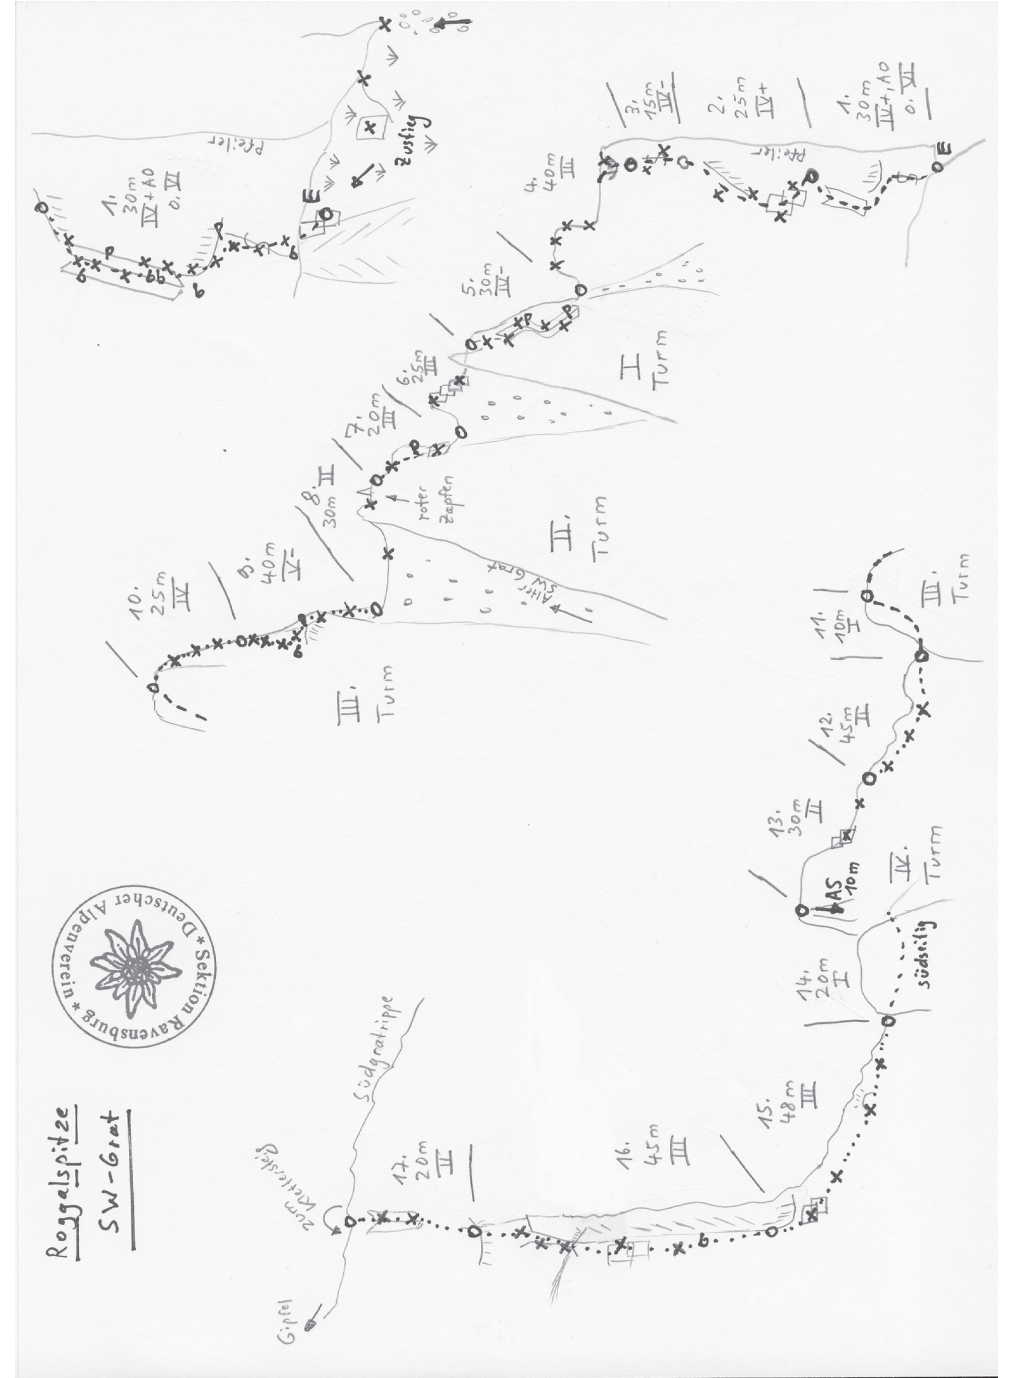 Roggalspitze
SW-Grat
* Sektion Ravensburg *
Deutscher Alpenverein
Zustieg
Pfeiler
E
1.
30m
IV+ A0
o. VI
E
Pfeiler
1.
30m
IV+, A0
o. VI
2.
25m
IV+
3.
15m
IV-
4.
40m
III
5.
30m
IV-
I
Turm
6.
25m
III
7.
20m
III
roter
Zapfen
8. II
30m
II.
Turm
Alter
SW Grat
9.
40m
V-
10.
25m
IV
III.
Turm
III.
Turm
11.
10m
I
12.
45m
II
13.
30m
II
AS
10m
IV.
Turm
südseitig
14.
20m
I
15.
48m
III
16.
45m
III
17.
20m
II
Südgratrippe
zum Klettersteig
Gipfel